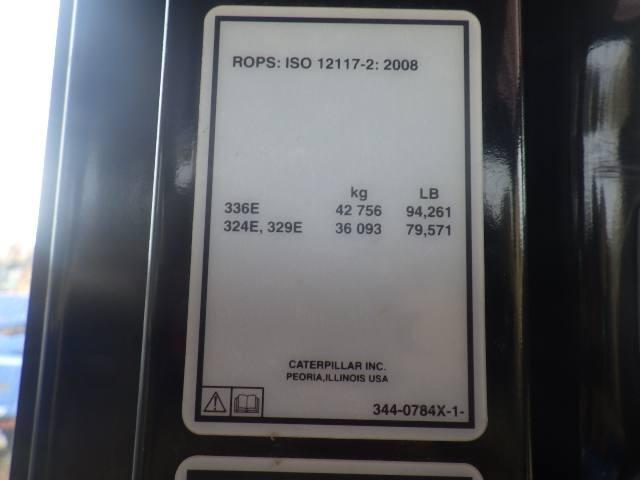 ROPS: ISO 12117-2: 2008
kg LB
336E 42 756 94,261
324E, 329E 36 093 79,571
CATERPILLAR INC.
PEORIA,ILLINOIS USA
344-0784X-1-